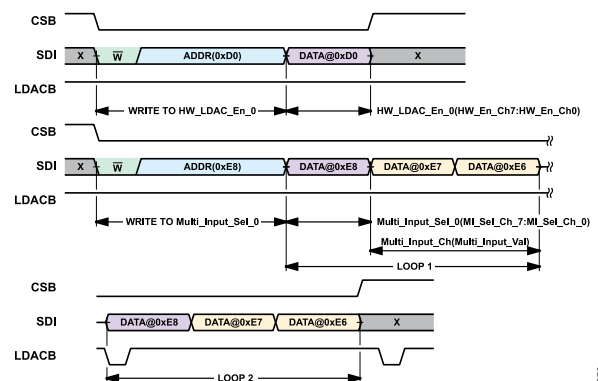 CSB
SDI X W ADDR(0xD0) DATA@0xD0 X
LDACB
WRITE TO HW_LDAC_En_0 HW_LDAC_En_0(HW_En_Ch7:HW_En_Ch0)
CSB
SDI X W ADDR(0xE8) DATA@0xE8 DATA@0xE7 DATA@0xE6
LDACB
WRITE TO Multi_Input_Sel_0 Multi_Input_Sel_0(MI_Sel_Ch_7:MI_Sel_Ch_0)
Multi_Input_Ch(Multi_Input_Val)
LOOP 1
CSB
SDI DATA@0xE8 DATA@0xE7 DATA@0xE6 X
LDACB
LOOP 2